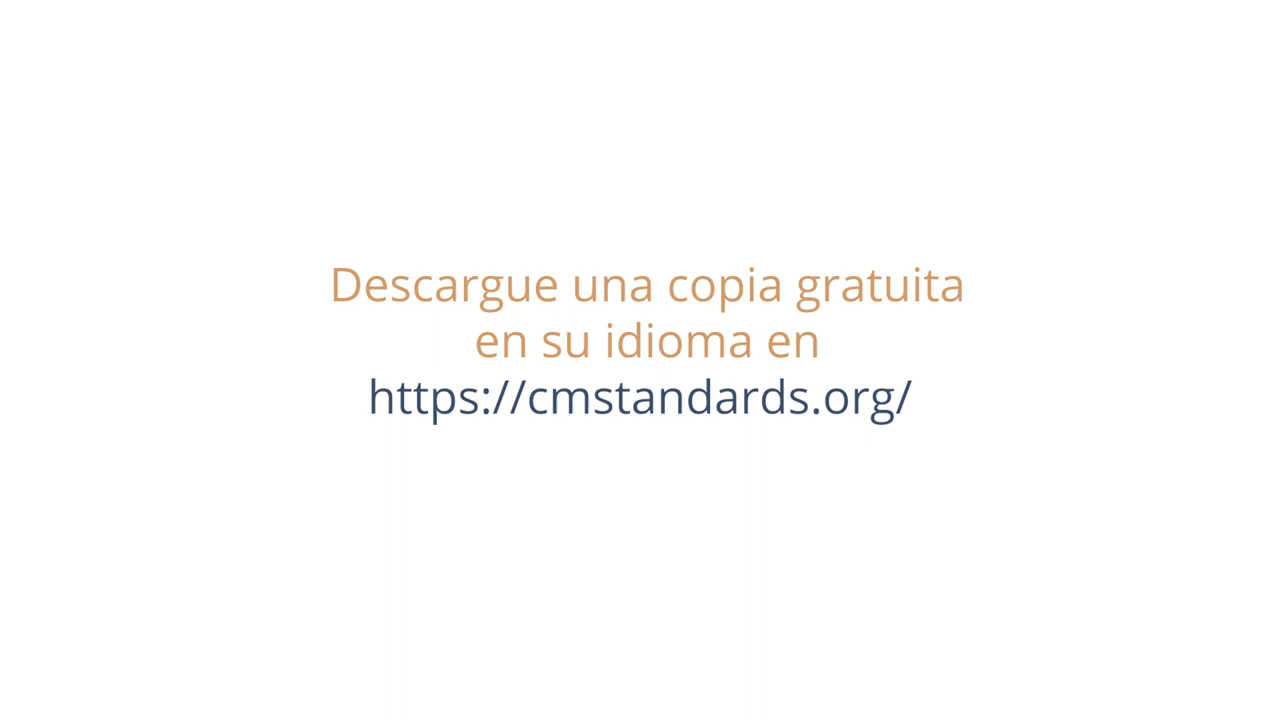 Descargue una copia gratuita
en su idioma en
https://cmstandards.org/